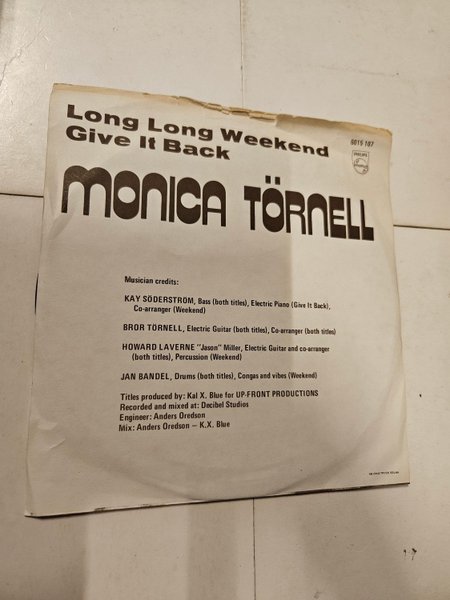 Long Long Weekend
Give It Back
6015 107
PHILIPS
MONICA TÖRNELL
Musician credits:
KAY SÖDERSTRÖM, Bass (both titles), Electric Piano (Give It Back),
Co-arranger (Weekend)
BROR TÖRNELL, Electric Guitar (both titles), Co-arranger (both titles)
HOWARD LAVERNE "Jason" Miller, Electric Guitar and co-arranger
(both titles), Percussion (Weekend)
JAN BANDEL, Drums (both titles), Congas and vibes (Weekend)
Titles produced by: Kal X. Blue for UP-FRONT PRODUCTIONS
Recorded and mixed at: Decibel Studios
Engineer: Anders Oredson
Mix: Anders Oredson – K.X. Blue